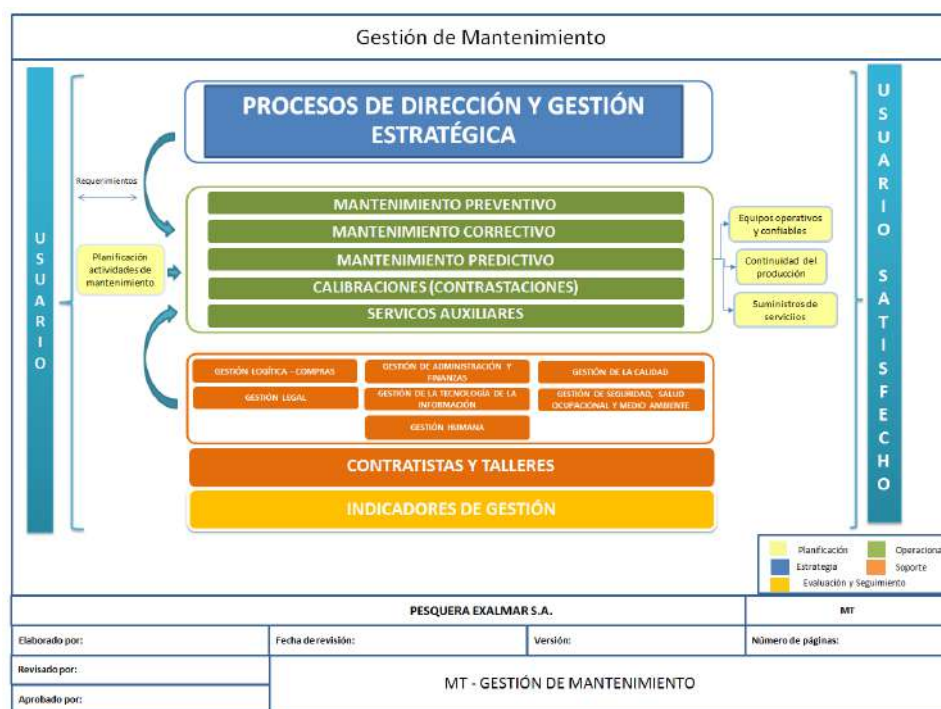 Gestión de Mantenimiento
PROCESOS DE DIRECCIÓN Y GESTIÓN
ESTRATÉGICA
Requerimientos
USUARIO
Planificación
actividades de
mantenimiento
MANTENIMIENTO PREVENTIVO
MANTENIMIENTO CORRECTIVO
MANTENIMIENTO PREDICTIVO
CALIBRACIONES (CONTRASTACIONES)
SERVICOS AUXILIARES
Equipos operativos
y confiables
Continuidad del
producción
Suministros de
servicios
USUARIO SATISFECHO
GESTIÓN LOGÍTICA - COMPRAS
GESTIÓN DE ADMINISTRACIÓN Y
FINANZAS
GESTIÓN DE LA CALIDAD
GESTIÓN LEGAL
GESTIÓN DE LA TECNOLOGÍA DE LA
INFORMACIÓN
GESTIÓN DE SEGURIDAD, SALUD
OCUPACIONAL Y MEDIO AMBIENTE
GESTIÓN HUMANA
CONTRATISTAS Y TALLERES
INDICADORES DE GESTIÓN
Planificación
Operaciona
Estrategia
Soporte
Evaluación y Seguimiento
PESQUERA EXALMAR S.A.
MT
Elaborado por:
Fecha de revisión:
Versión:
Número de páginas:
Revisado por:
MT - GESTIÓN DE MANTENIMIENTO
Aprobado por: